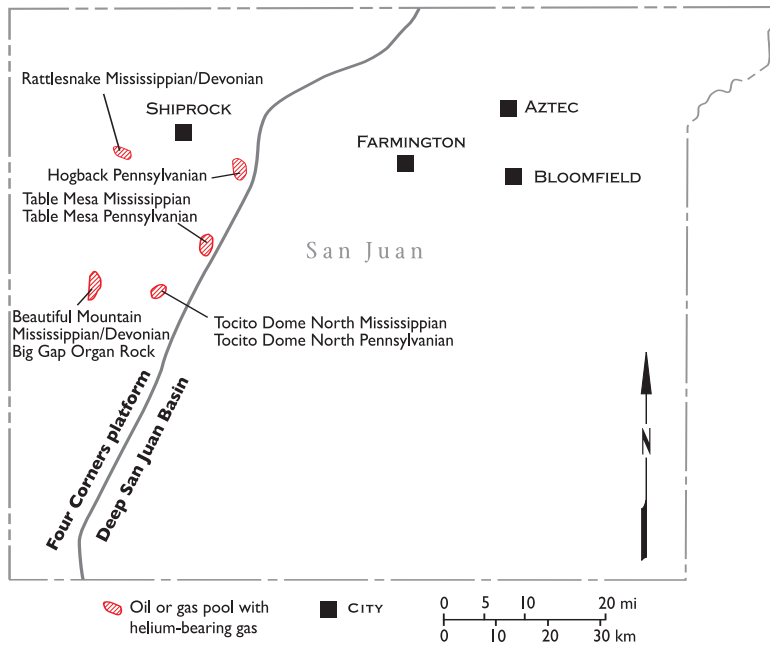 Rattlesnake Mississippian/Devonian
SHIPROCK
AZTEC
FARMINGTON
BLOOMFIELD
Hogback Pennsylvanian
Table Mesa Mississippian
Table Mesa Pennsylvanian
San Juan
Beautiful Mountain
Mississippian/Devonian
Big Gap Organ Rock
Tocito Dome North Mississippian
Tocito Dome North Pennsylvanian
Four Corners platform
Deep San Juan Basin
N
Oil or gas pool with
helium-bearing gas
CITY
0 5 10 20 mi
0 10 20 30 km